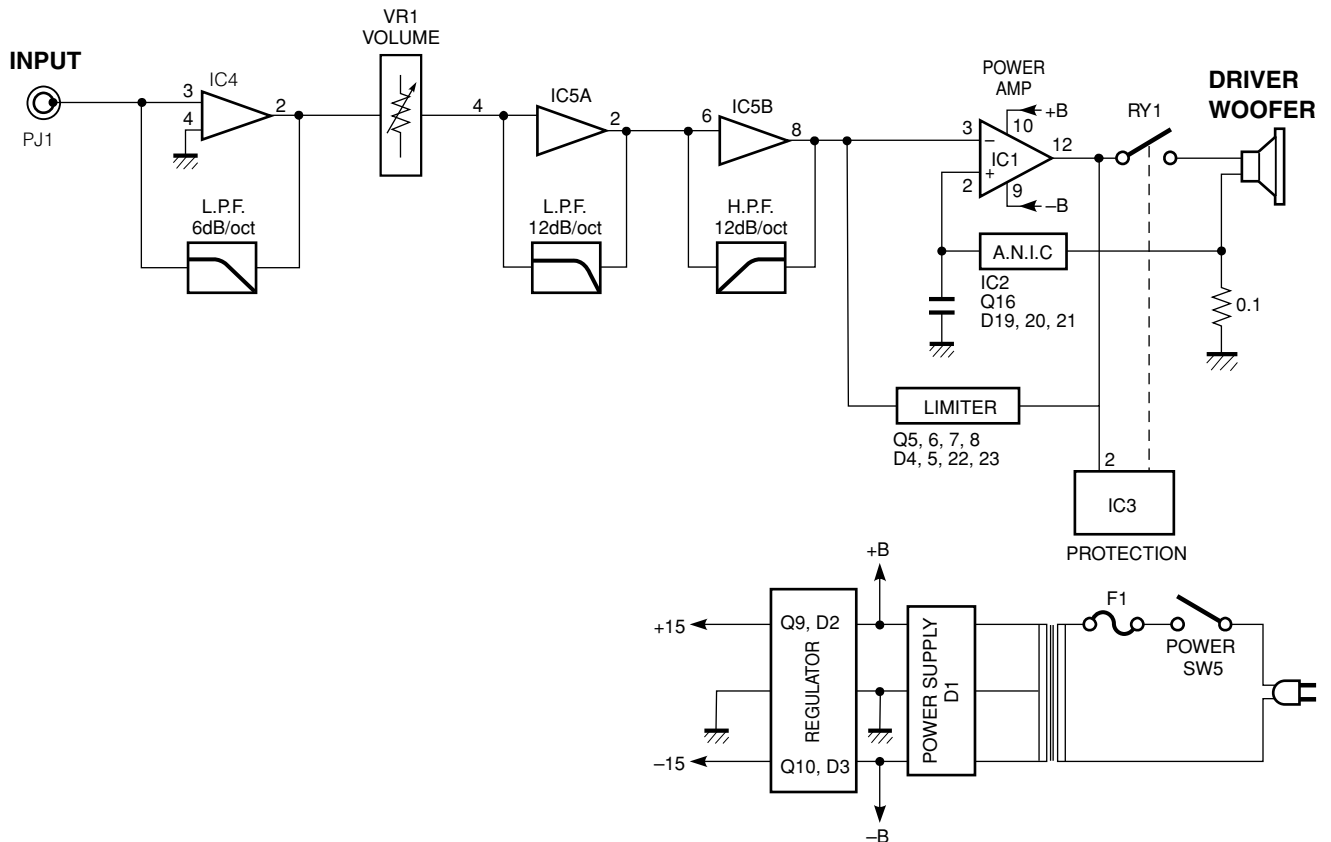 INPUT
PJ1
3
4
IC4
2
L.P.F.
6dB/oct
VR1
VOLUME
4
IC5A
2
L.P.F.
12dB/oct
6
IC5B
8
H.P.F.
12dB/oct
POWER
AMP
+B
10
3
–
IC1
+
2
12
9
–B
RY1
DRIVER
WOOFER
A.N.I.C
IC2
Q16
D19, 20, 21
0.1
LIMITER
Q5, 6, 7, 8
D4, 5, 22, 23
2
IC3
PROTECTION
+B
+15
Q9, D2
REGULATOR
Q10, D3
–15
–B
POWER SUPPLY
D1
F1
POWER
SW5